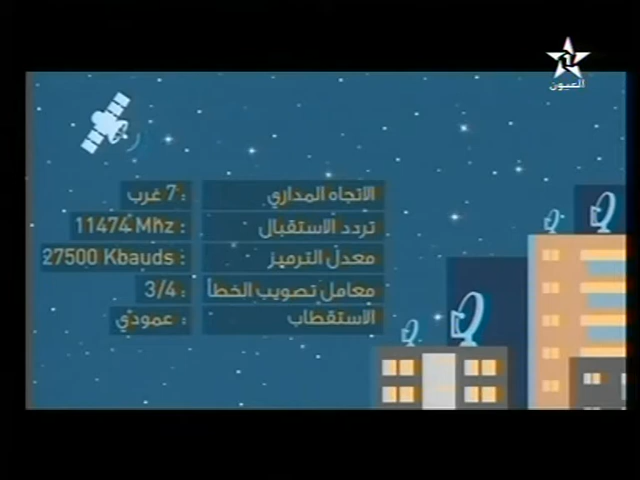 العيون
الاتجاه المداري : 7 غرب
تردد الاستقبال : 11474 Mhz
معدل الترميز : 27500 Kbauds
معامل تصويب الخطأ : 3/4
الاستقطاب : عمودي